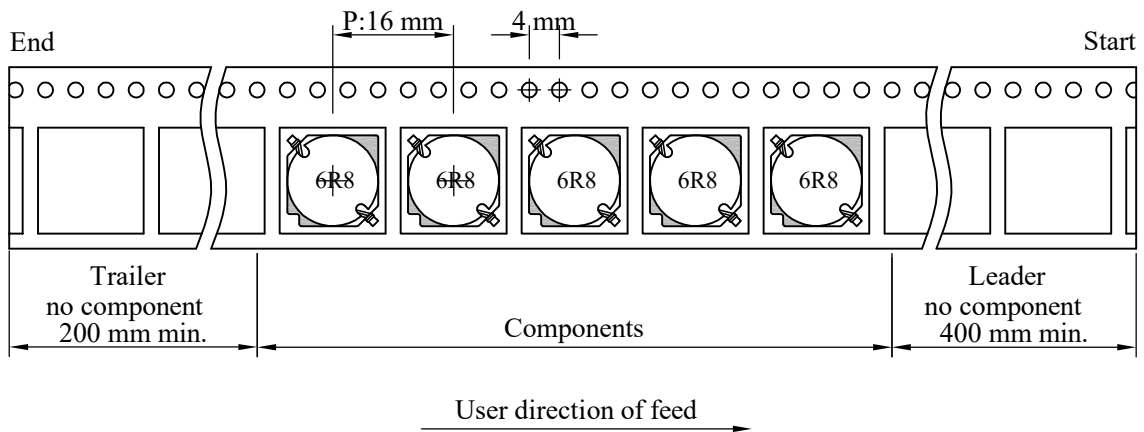 P:16 mm
4 mm
End
Start
6R8
6R8
6R8
6R8
6R8
Trailer
no component
200 mm min.
Components
Leader
no component
400 mm min.
User direction of feed